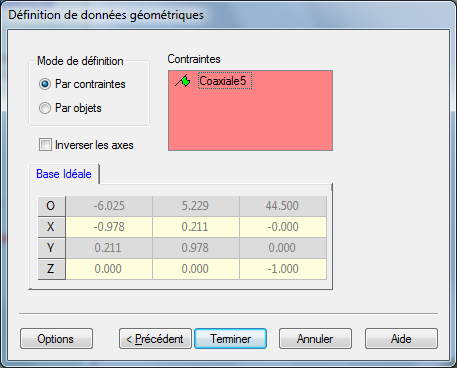 Définition de données géométriques
Mode de définition
Par contraintes
Par objets
Inverser les axes
Contraintes
Coaxiale5
Base Idéale
O -6.025 5.229 44.500
X -0.978 0.211 -0.000
Y 0.211 0.978 0.000
Z 0.000 0.000 -1.000
Options < Précédent Terminer Annuler Aide